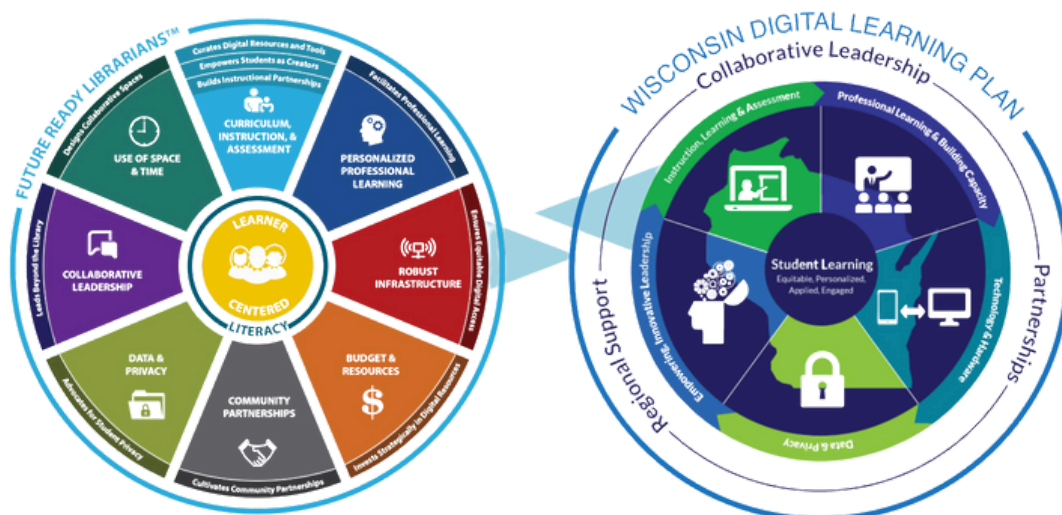 FUTURE READY LIBRARIANS™
Curates Digital Resources and Tools
Empowers Students as Creators
Builds Instructional Partnerships
CURRICULUM,
INSTRUCTION, &
ASSESSMENT
Facilitates Professional Learning
PERSONALIZED
PROFESSIONAL
LEARNING
Ensures Equitable Digital Access
ROBUST
INFRASTRUCTURE
Invests Strategically in Digital Resources
BUDGET &
RESOURCES
$
Cultivates Community Partnerships
COMMUNITY
PARTNERSHIPS
Advocates for Student Privacy
DATA &
PRIVACY
Leads Beyond the Library
COLLABORATIVE
LEADERSHIP
Designs Collaborative Spaces
USE OF SPACE
& TIME
LEARNER
CENTERED
LITERACY
WISCONSIN DIGITAL LEARNING PLAN
Collaborative Leadership
Partnerships
Regional Support
Instruction, Learning & Assessment
Professional Learning & Building Capacity
Technology & Hardware
Data & Privacy
Empowering, Innovative Leadership
Student Learning
Equitable, Personalized,
Applied, Engaged